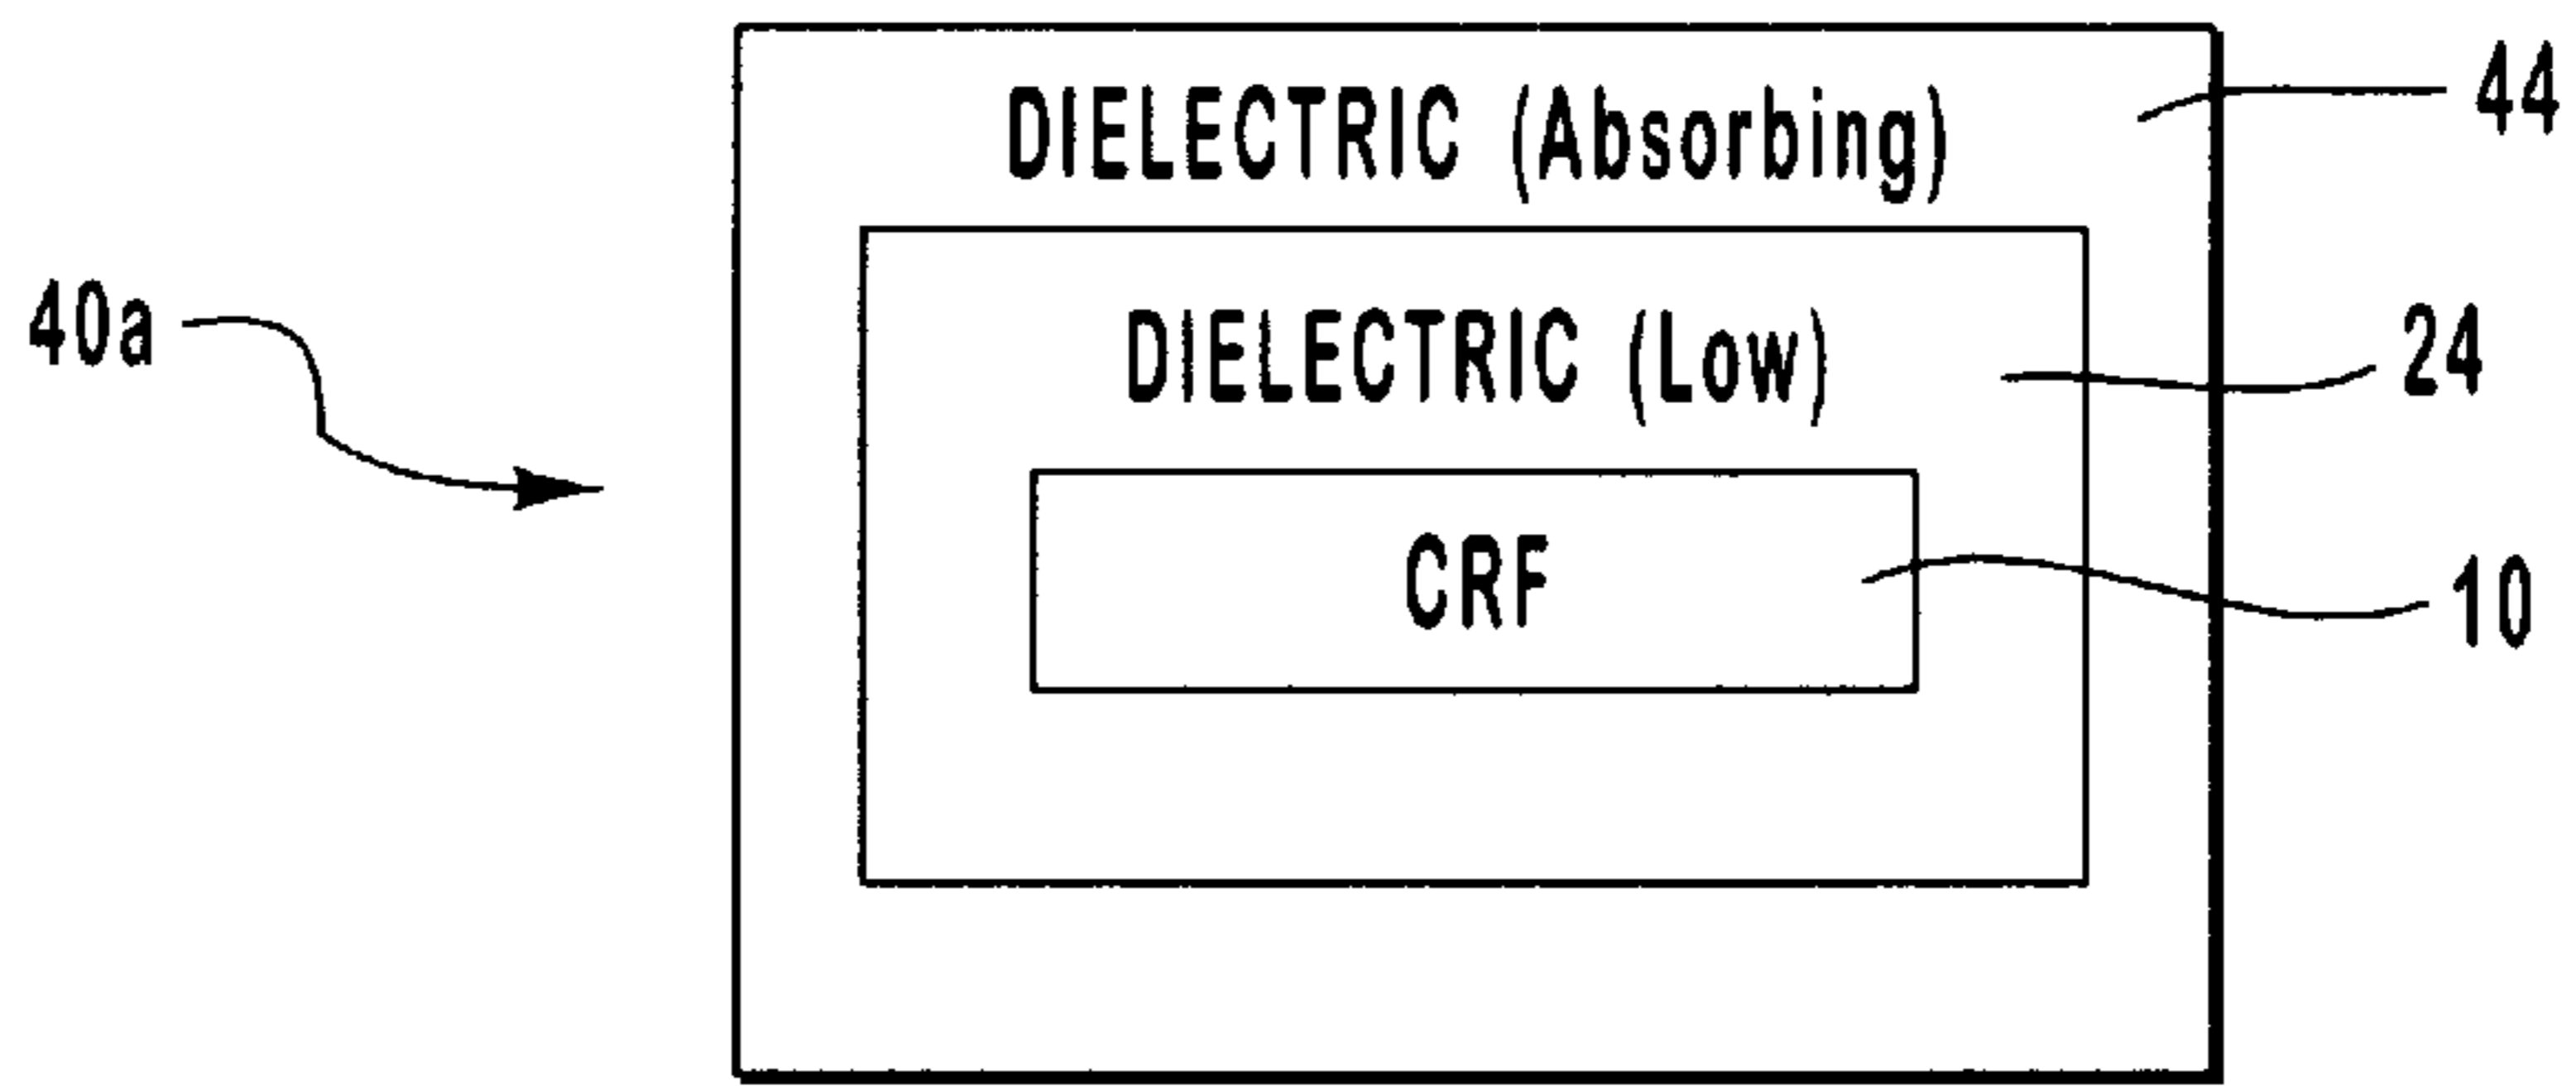 DIELECTRIC (Absorbing)
44
40a
DIELECTRIC (Low)
24
CRF
10